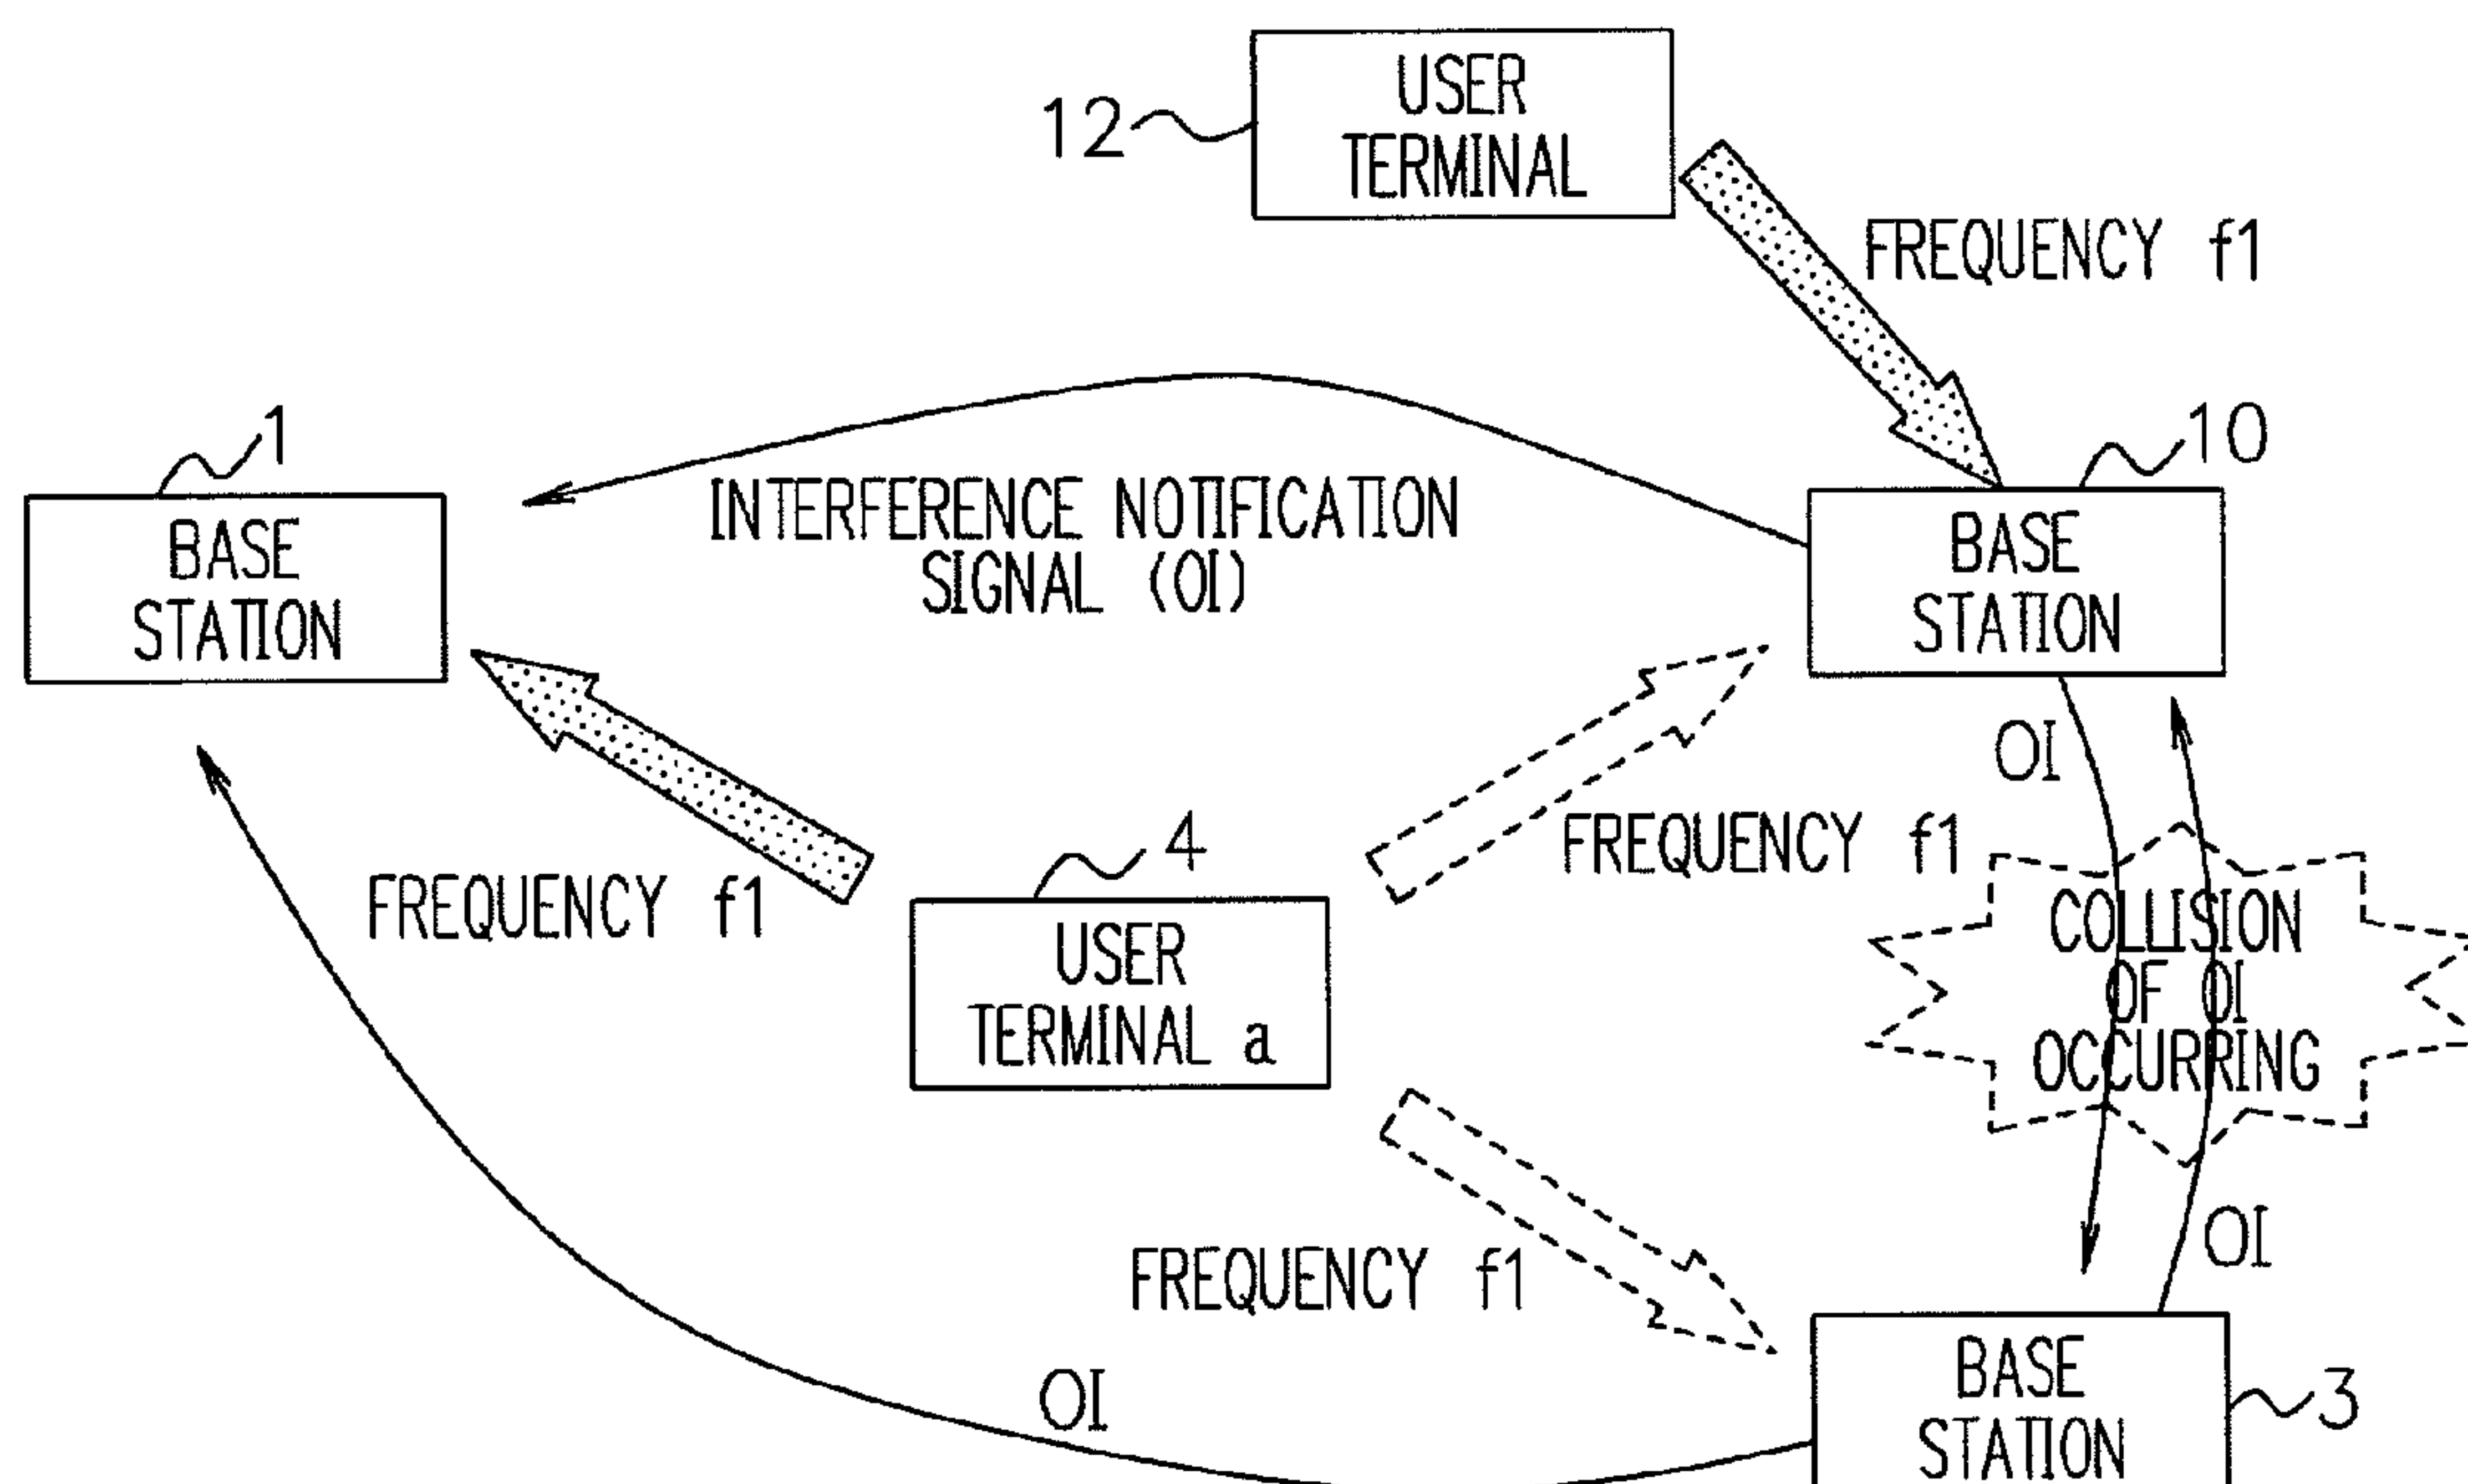 USER
TERMINAL
12
FREQUENCY f1
1
10
BASE
STATION
INTERFERENCE NOTIFICATION
SIGNAL (OI)
BASE
STATION
OI
FREQUENCY f1
4
FREQUENCY f1
USER
TERMINAL a
COLLISION
OF OI
OCCURRING
FREQUENCY f1
OI
OI
BASE
STATION
3